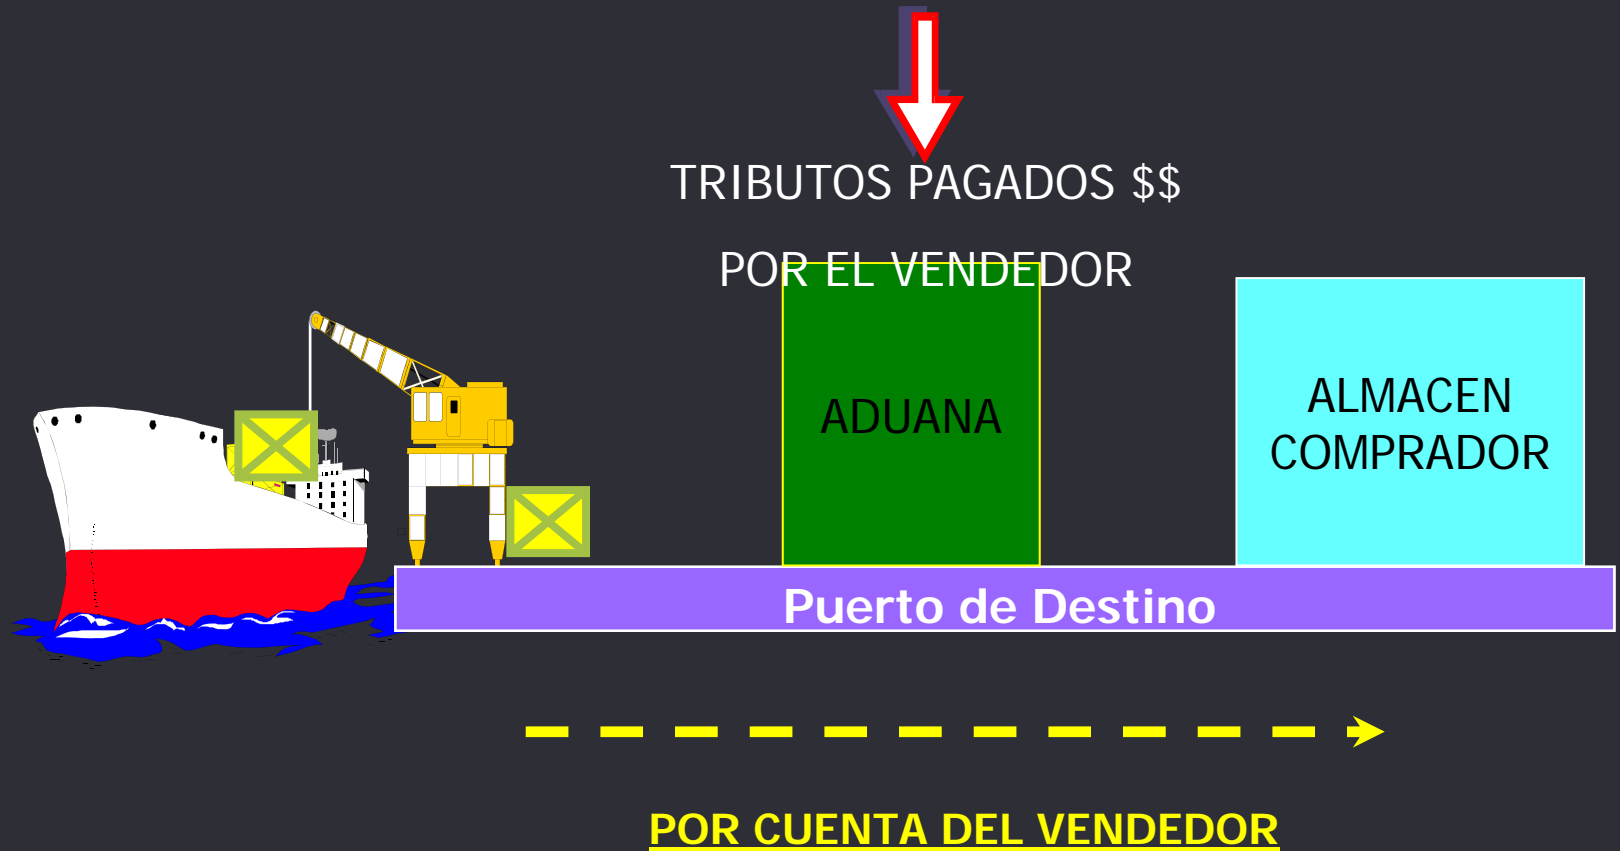 TRIBUTOS PAGADOS $$
POR EL VENDEDOR
ADUANA
ALMACEN
COMPRADOR
Puerto de Destino
POR CUENTA DEL VENDEDOR